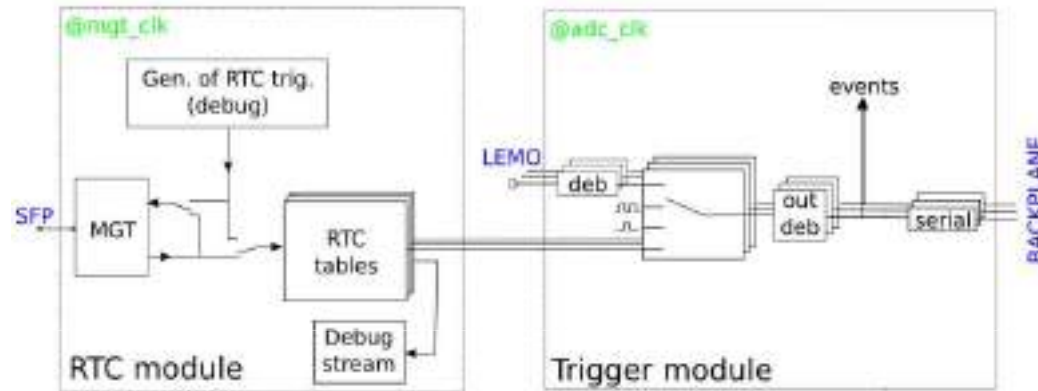 @mgt_clk
Gen. of RTC trig.
(debug)
SFP
MGT
RTC
tables
Debug
stream
RTC module
@adc_clk
events
LEMO
deb
out
deb
serial
BACKPLANE
Trigger module